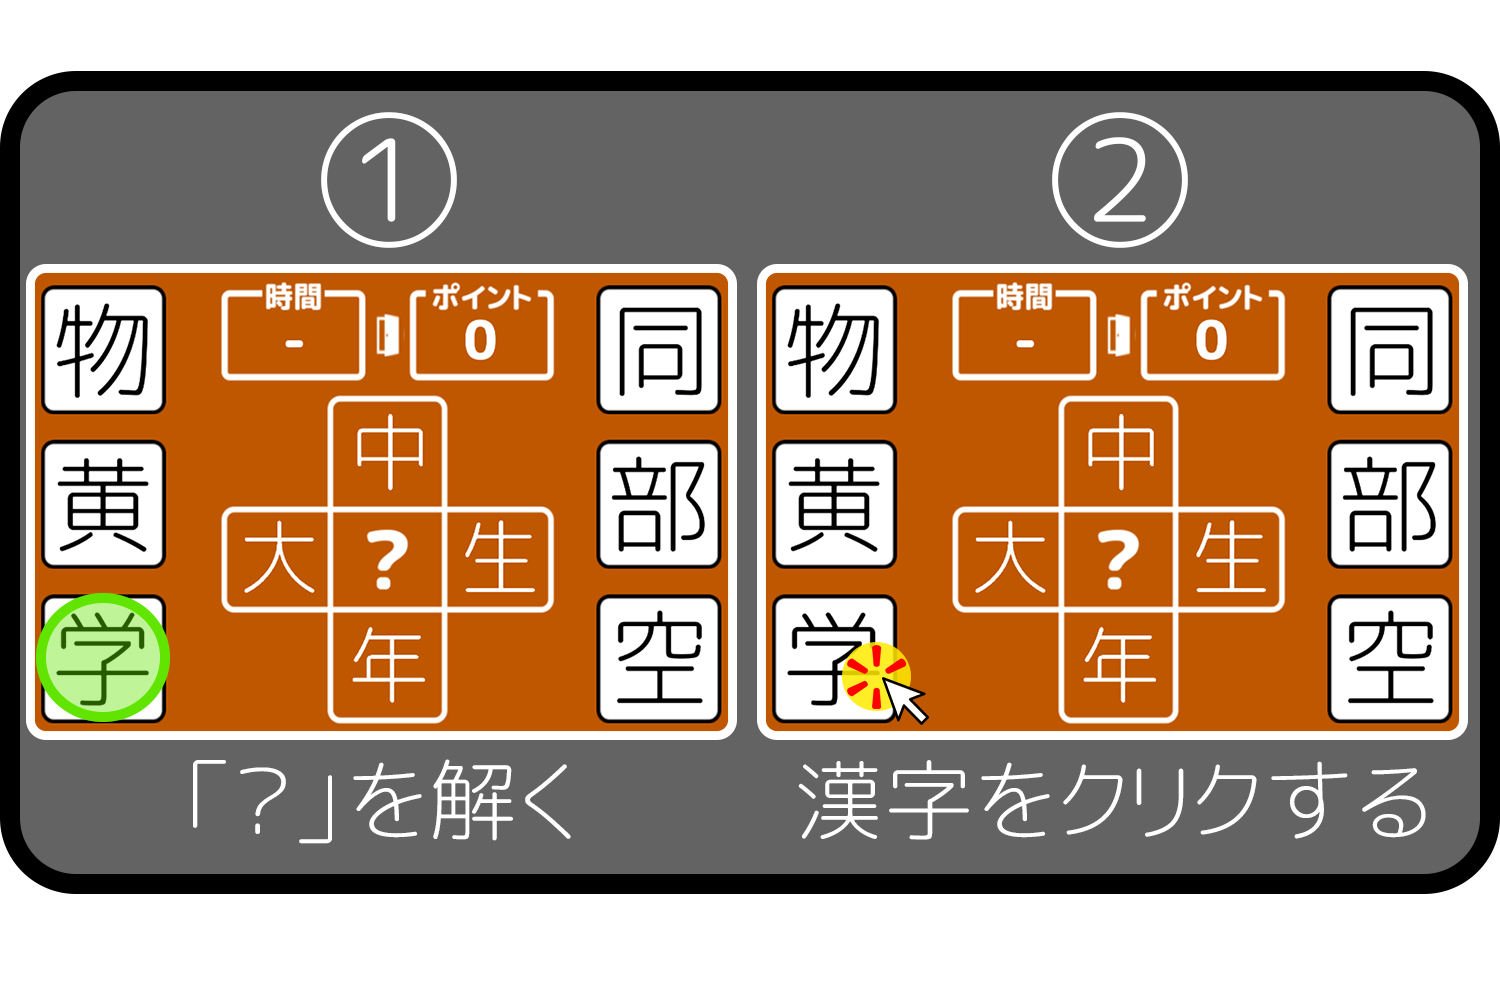 ①
物
黄
学
時間
-
ポイント
0
中
大 ? 生
年
同
部
空
「?」を解く
②
物
黄
学
時間
-
ポイント
0
中
大 ? 生
年
同
部
空
漢字をクリクする